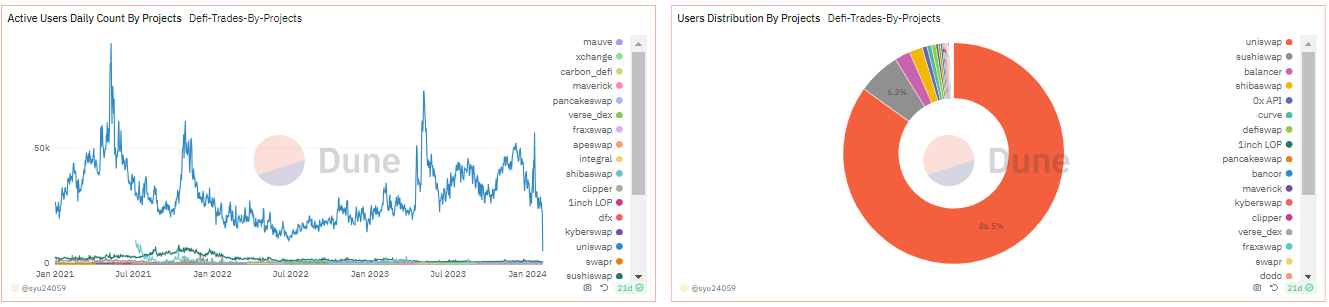 Active Users Daily Count By Projects Defi-Trades-By-Projects
mauve
xchange
carbon_defi
maverick
pancakeswap
verse_dex
fraxswap
apeswap
integral
shibaswap
clipper
1inch LOP
dfx
kyberswap
uniswap
swapr
sushiswap
50k
0
Jan 2021 Jul 2021 Jan 2022 Jul 2022 Jan 2023 Jul 2023 Jan 2024
Dune
@syu24059
21d
Users Distribution By Projects Defi-Trades-By-Projects
uniswap
sushiswap
balancer
shibaswap
0x API
curve
defiswap
1inch LOP
pancakeswap
bancor
maverick
kyberswap
clipper
verse_dex
fraxswap
swapr
dodo
6.3%
86.5%
Dune
@syu24059
21d